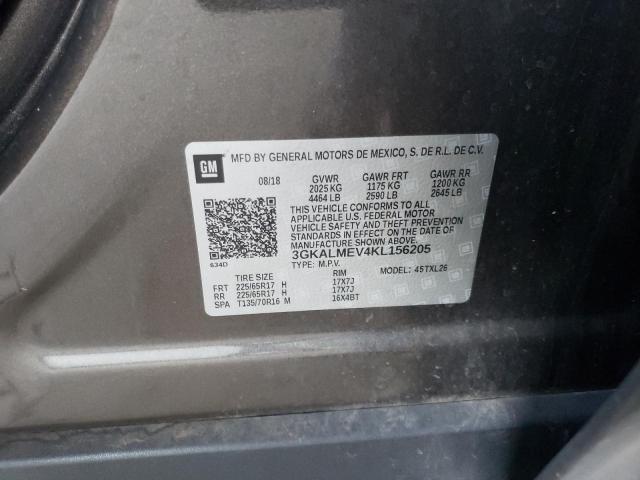 GM
MFD BY GENERAL MOTORS DE MEXICO, S. DE R.L. DE C.V.
08/18 GVWR GAWR FRT GAWR RR
2025 KG 1175 KG 1200 KG
4464 LB 2590 LB 2645 LB
THIS VEHICLE CONFORMS TO ALL
APPLICABLE U.S. FEDERAL MOTOR
VEHICLE SAFETY AND THEFT PREVENTION
STANDARDS IN EFFECT ON THE DATE OF
MANUFACTURE SHOWN ABOVE.
3GKALMEV4KL156205
TYPE: M.P.V. MODEL: 4STXL26
634D
TIRE SIZE RIM
FRT 225/65R17 H 17X7J
RR 225/65R17 H 17X7J
SPA T135/70R16 M 16X4BT